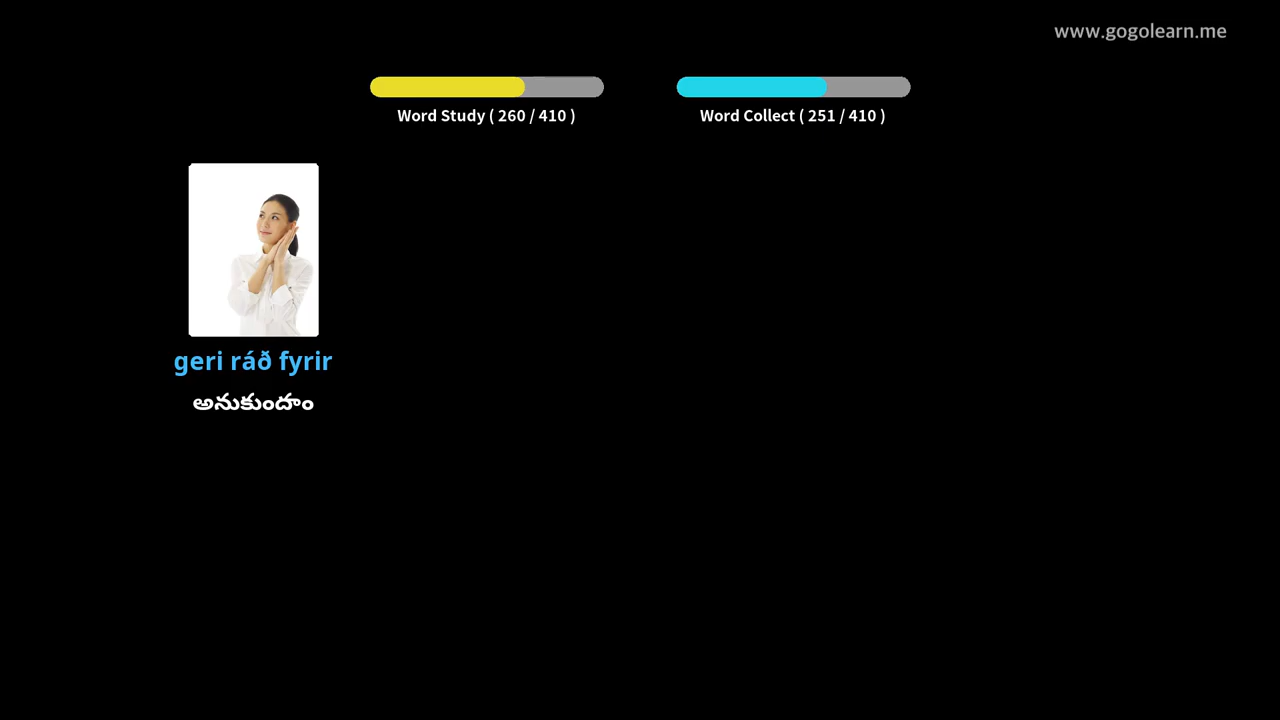 www.gogolearn.me
Word Study ( 260 / 410 )
Word Collect ( 251 / 410 )
geri ráð fyrir
అనుకుందాం